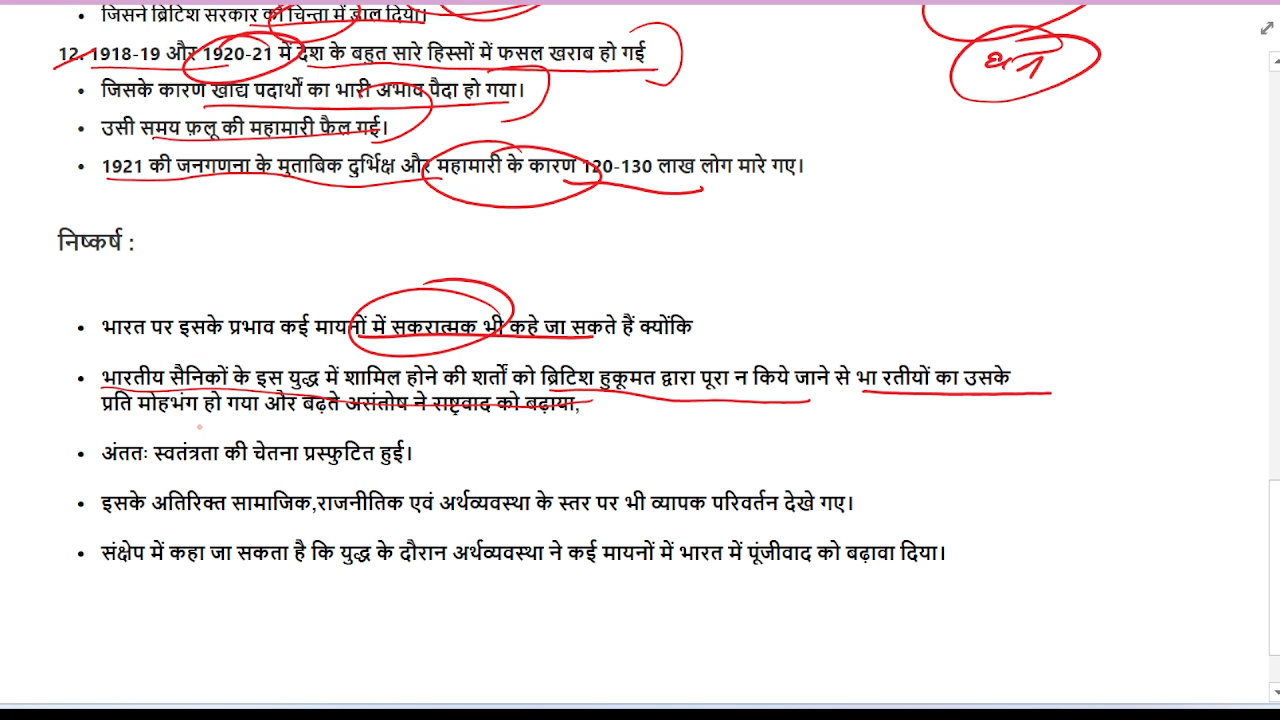 जिसने ब्रिटिश सरकार को चिन्ता में डाल दिया।
12. 1918-19 और 1920-21 में देश के बहुत सारे हिस्सों में फसल खराब हो गई
जिसके कारण खाद्य पदार्थों का भारी अभाव पैदा हो गया।
उसी समय फ़लू की महामारी फैल गई।
1921 की जनगणना के मुताबिक दुर्भिक्ष और महामारी के कारण 120-130 लाख लोग मारे गए।
निष्कर्ष :
भारत पर इसके प्रभाव कई मायनों में सकरात्मक भी कहे जा सकते हैं क्योंकि
भारतीय सैनिकों के इस युद्ध में शामिल होने की शर्तों को ब्रिटिश हुकूमत द्वारा पूरा न किये जाने से भा रतीयों का उसके
प्रति मोहभंग हो गया और बढ़ते असंतोष ने राष्ट्रवाद को बढ़ाया,
अंततः स्वतंत्रता की चेतना प्रस्फुटित हुई।
इसके अतिरिक्त सामाजिक,राजनीतिक एवं अर्थव्यवस्था के स्तर पर भी व्यापक परिवर्तन देखे गए।
संक्षेप में कहा जा सकता है कि युद्ध के दौरान अर्थव्यवस्था ने कई मायनों में भारत में पूंजीवाद को बढ़ावा दिया।